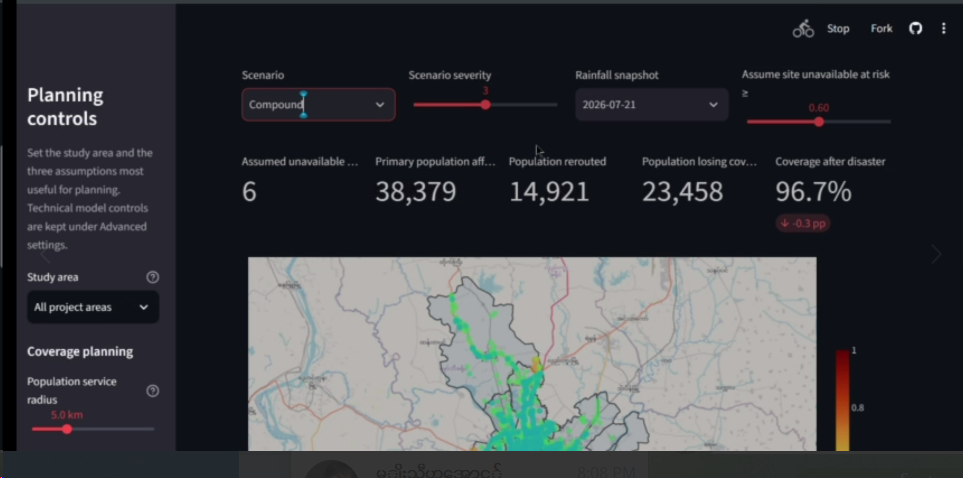 Stop
Fork
Planning
controls
Set the study area and the
three assumptions most
useful for planning.
Technical model controls
are kept under Advanced
settings.
Study area
All project areas
Coverage planning
Population service
radius
5.0 km
Scenario
Compound
Scenario severity
3
Rainfall snapshot
2026-07-21
Assume site unavailable at risk
≥
0.60
Assumed unavailable ...
6
Primary population aff...
38,379
Population rerouted
14,921
Population losing cov...
23,458
Coverage after disaster
96.7%
-0.3 pp
1
0.8
8:08 PM